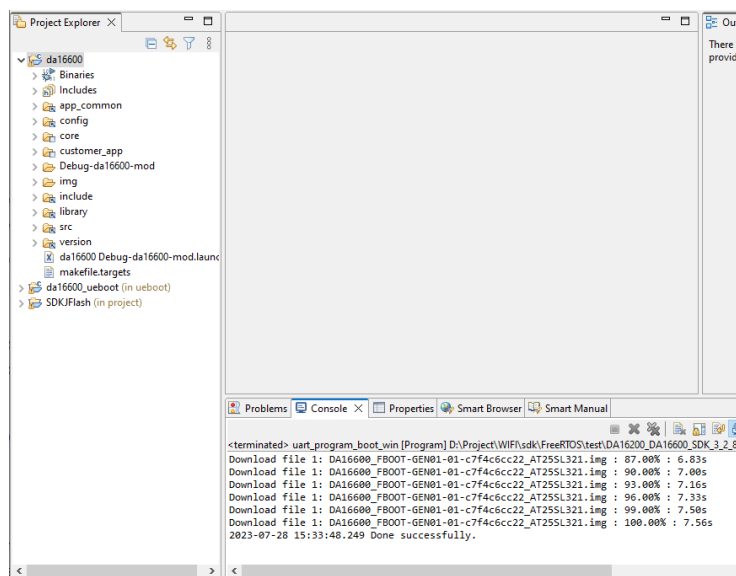 Project Explorer
da16600
Binaries
Includes
app_common
config
core
customer_app
Debug-da16600-mod
img
include
library
src
version
da16600 Debug-da16600-mod.launc
makefile.targets
da16600_ueboot (in ueboot)
SDKJFlash (in project)
Ou
There
provid
Problems Console Properties Smart Browser Smart Manual
<terminated> uart_program_boot_win [Program] D:\Project\WIFI\sdk\FreeRTOS\test\DA16200_DA16600_SDK_3_2_8
Download file 1: DA16600_FBOOT-GEN01-01-c7f4c6cc22_AT25SL321.img : 87.00% : 6.83s
Download file 1: DA16600_FBOOT-GEN01-01-c7f4c6cc22_AT25SL321.img : 90.00% : 7.00s
Download file 1: DA16600_FBOOT-GEN01-01-c7f4c6cc22_AT25SL321.img : 93.00% : 7.16s
Download file 1: DA16600_FBOOT-GEN01-01-c7f4c6cc22_AT25SL321.img : 96.00% : 7.33s
Download file 1: DA16600_FBOOT-GEN01-01-c7f4c6cc22_AT25SL321.img : 99.00% : 7.50s
Download file 1: DA16600_FBOOT-GEN01-01-c7f4c6cc22_AT25SL321.img : 100.00% : 7.56s
2023-07-28 15:33:48.249 Done successfully.